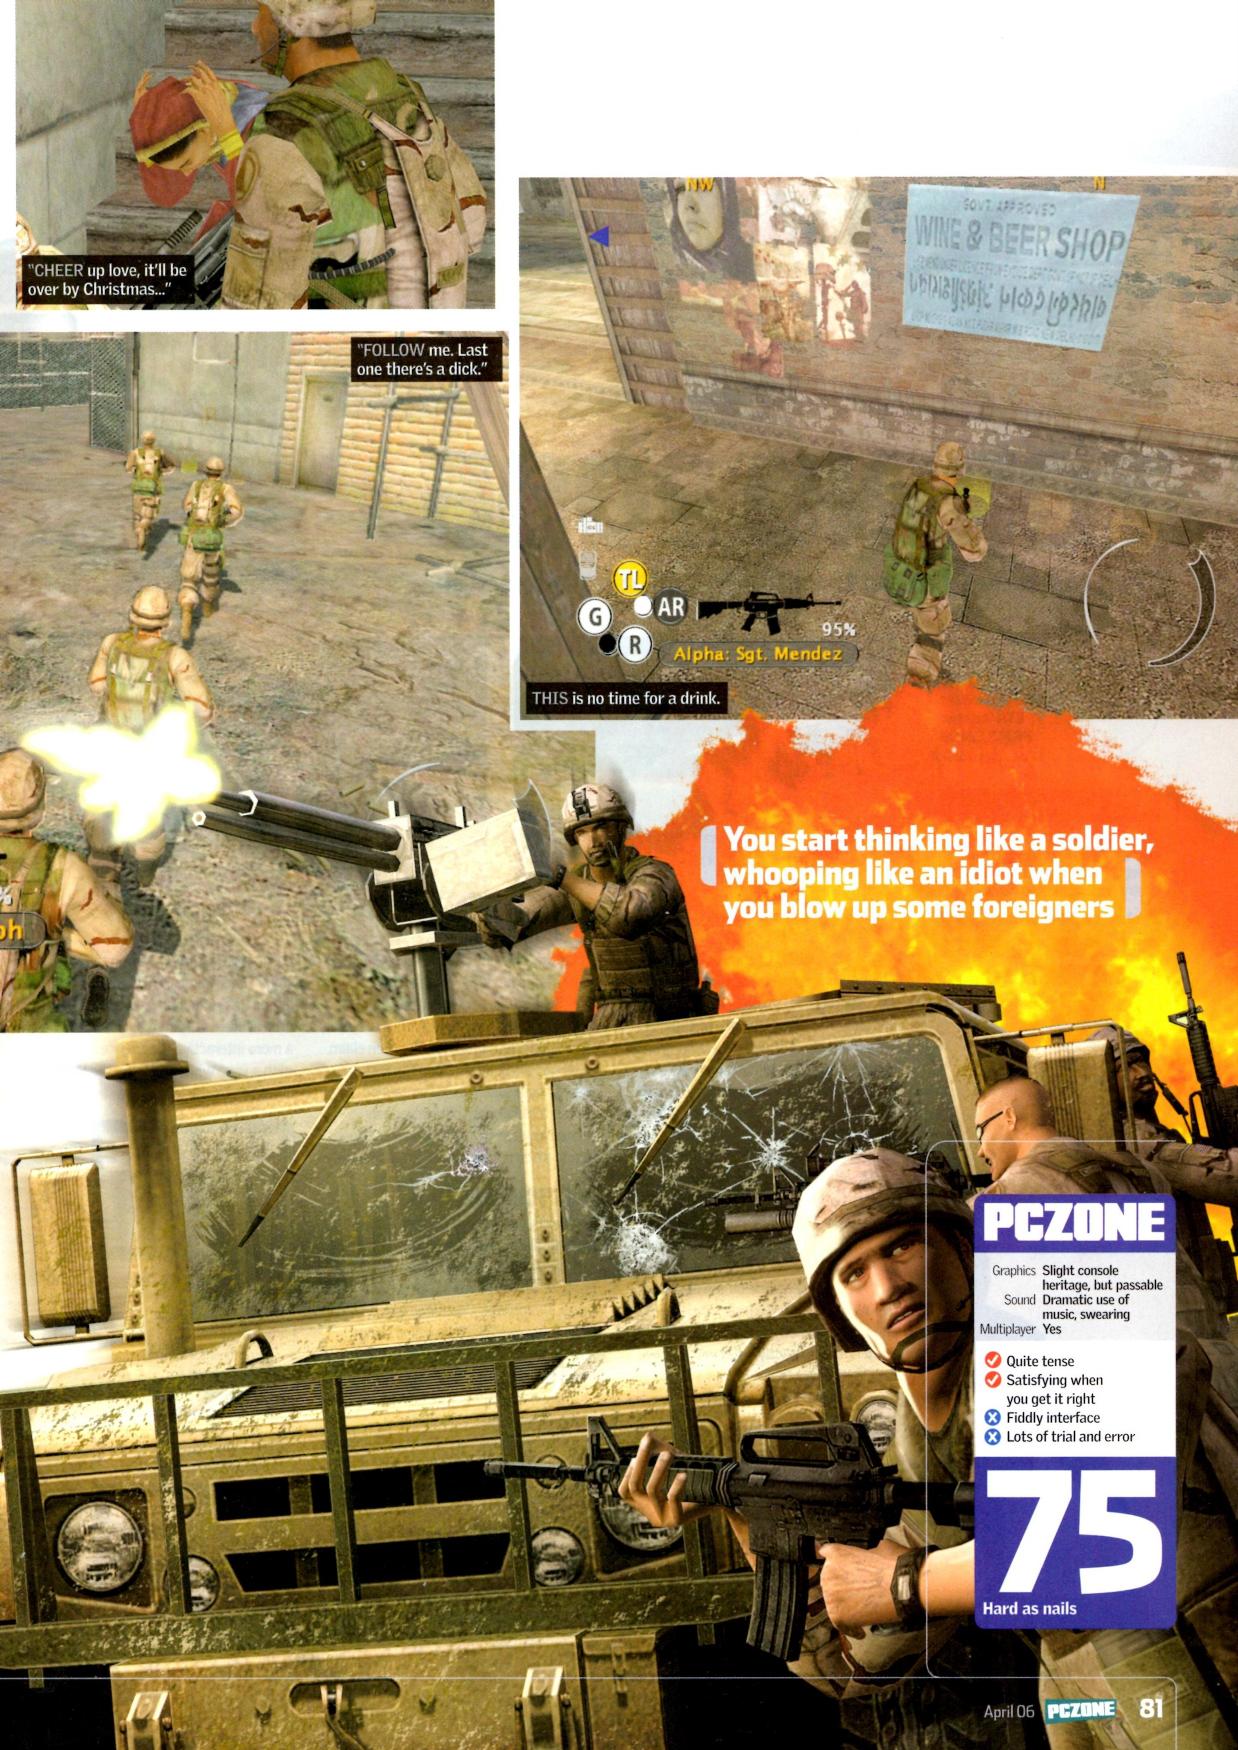 "CHEER up love, it'll be
over by Christmas..."
"FOLLOW me. Last
one there's a dick."
NW
N
GOVT. APPROVED
WINE & BEER SHOP
TL
G
AR
R
95%
Alpha: Sgt. Mendez
THIS is no time for a drink.
%
ph
You start thinking like a soldier,
whooping like an idiot when
you blow up some foreigners
PCZONE
Graphics Slight console
heritage, but passable
Sound Dramatic use of
music, swearing
Multiplayer Yes
Quite tense
Satisfying when
you get it right
Fiddly interface
Lots of trial and error
75
Hard as nails
April 06 PCZONE 81